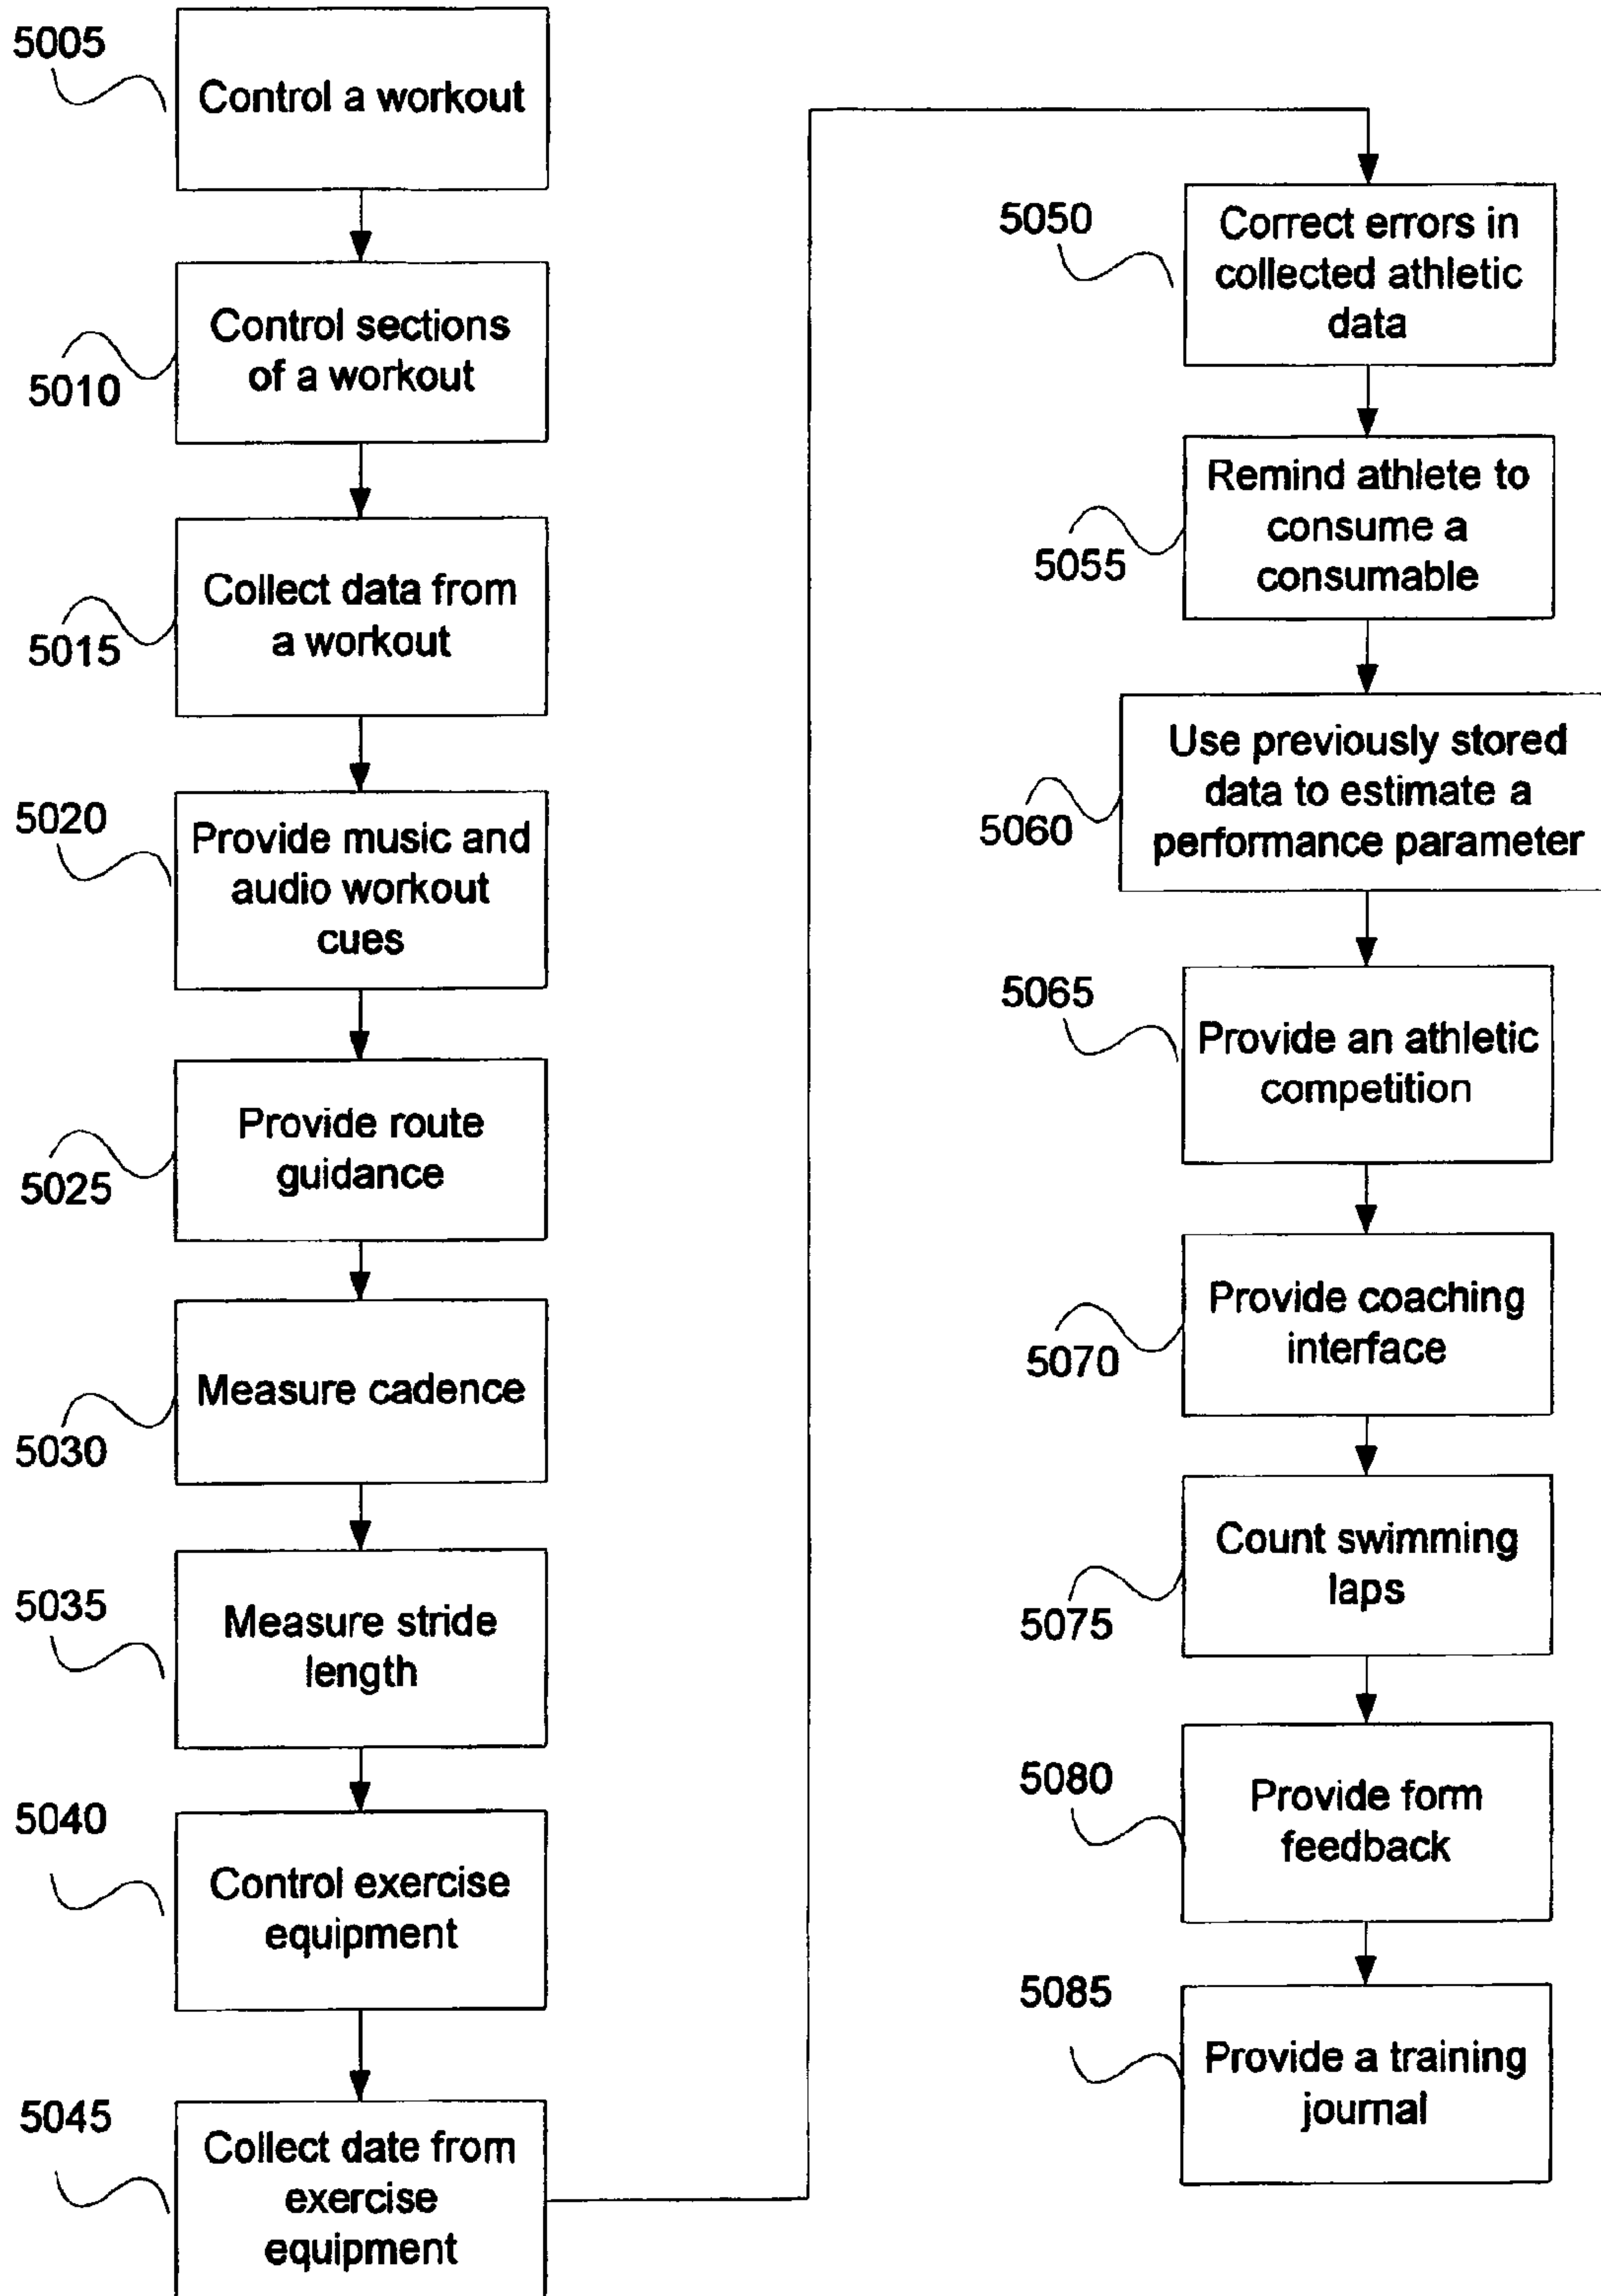 5005
Control a workout
Control sections
of a workout
5010
Collect data from
a workout
5015
5020
Provide music and
audio workout
cues
Provide route
guidance
5025
Measure cadence
5030
5035
Measure stride
length
5040
Control exercise
equipment
5045
Collect date from
exercise
equipment
5050
Correct errors in
collected athletic
data
Remind athlete to
consume a
consumable
5055
Use previously stored
data to estimate a
performance parameter
5060
5065
Provide an athletic
competition
Provide coaching
interface
5070
Count swimming
laps
5075
5080
Provide form
feedback
5085
Provide a training
journal